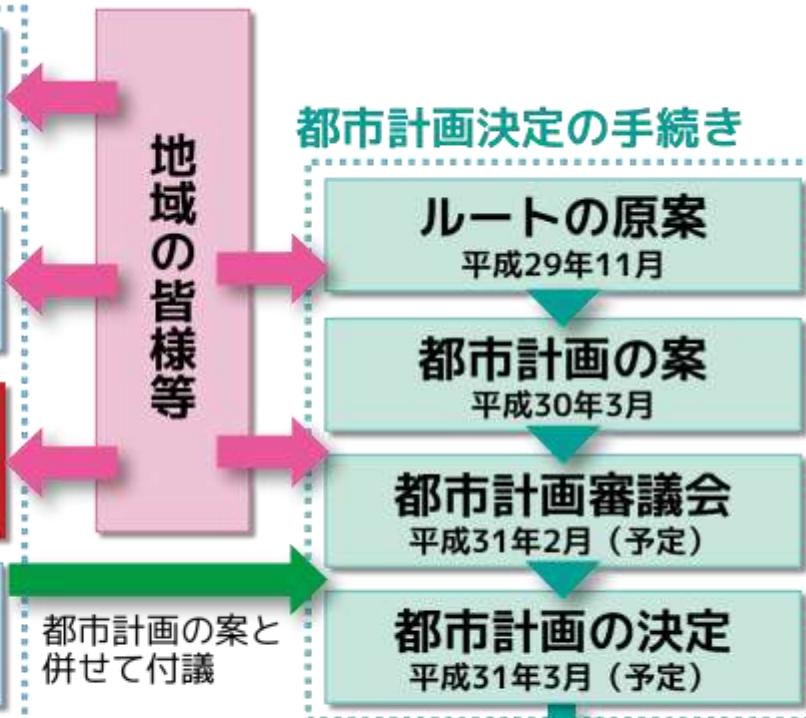 地域の皆様等
都市計画決定の手続き
ルートの原案
平成29年11月
都市計画の案
平成30年3月
都市計画審議会
平成31年2月（予定）
都市計画の決定
平成31年3月（予定）
都市計画の案と
併せて付議